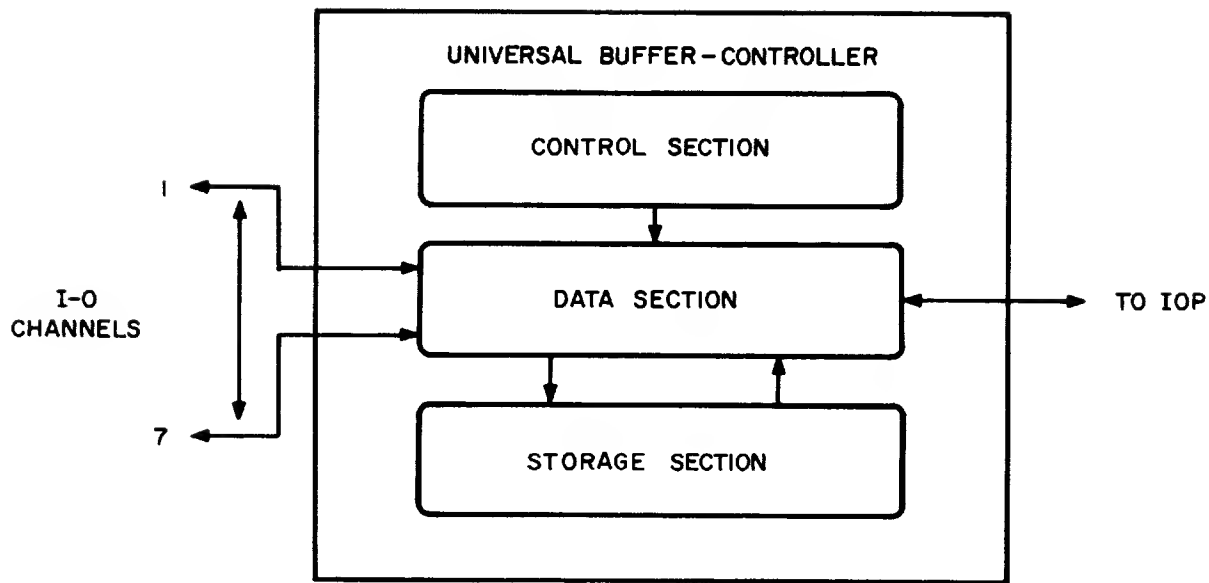 UNIVERSAL BUFFER-CONTROLLER
CONTROL SECTION
1
DATA SECTION
I-O
CHANNELS
TO IOP
7
STORAGE SECTION